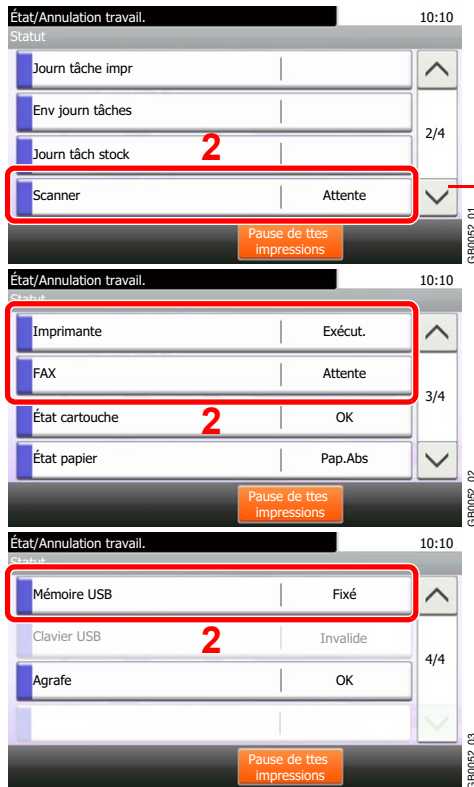 État/Annulation travail. 10:10
Statut
Journ tâche impr
Env journ tâches
2/4
Journ tâch stock
2
Scanner Attente
Pause de ttes
impressions
GB0052_01
État/Annulation travail. 10:10
Statut
Imprimante Exécut.
FAX Attente
3/4
État cartouche OK
2
État papier Pap.Abs
Pause de ttes
impressions
GB0052_02
État/Annulation travail. 10:10
Statut
Mémoire USB Fixé
Clavier USB Invalide
2
4/4
Agrafe OK
Pause de ttes
impressions
GB0052_03